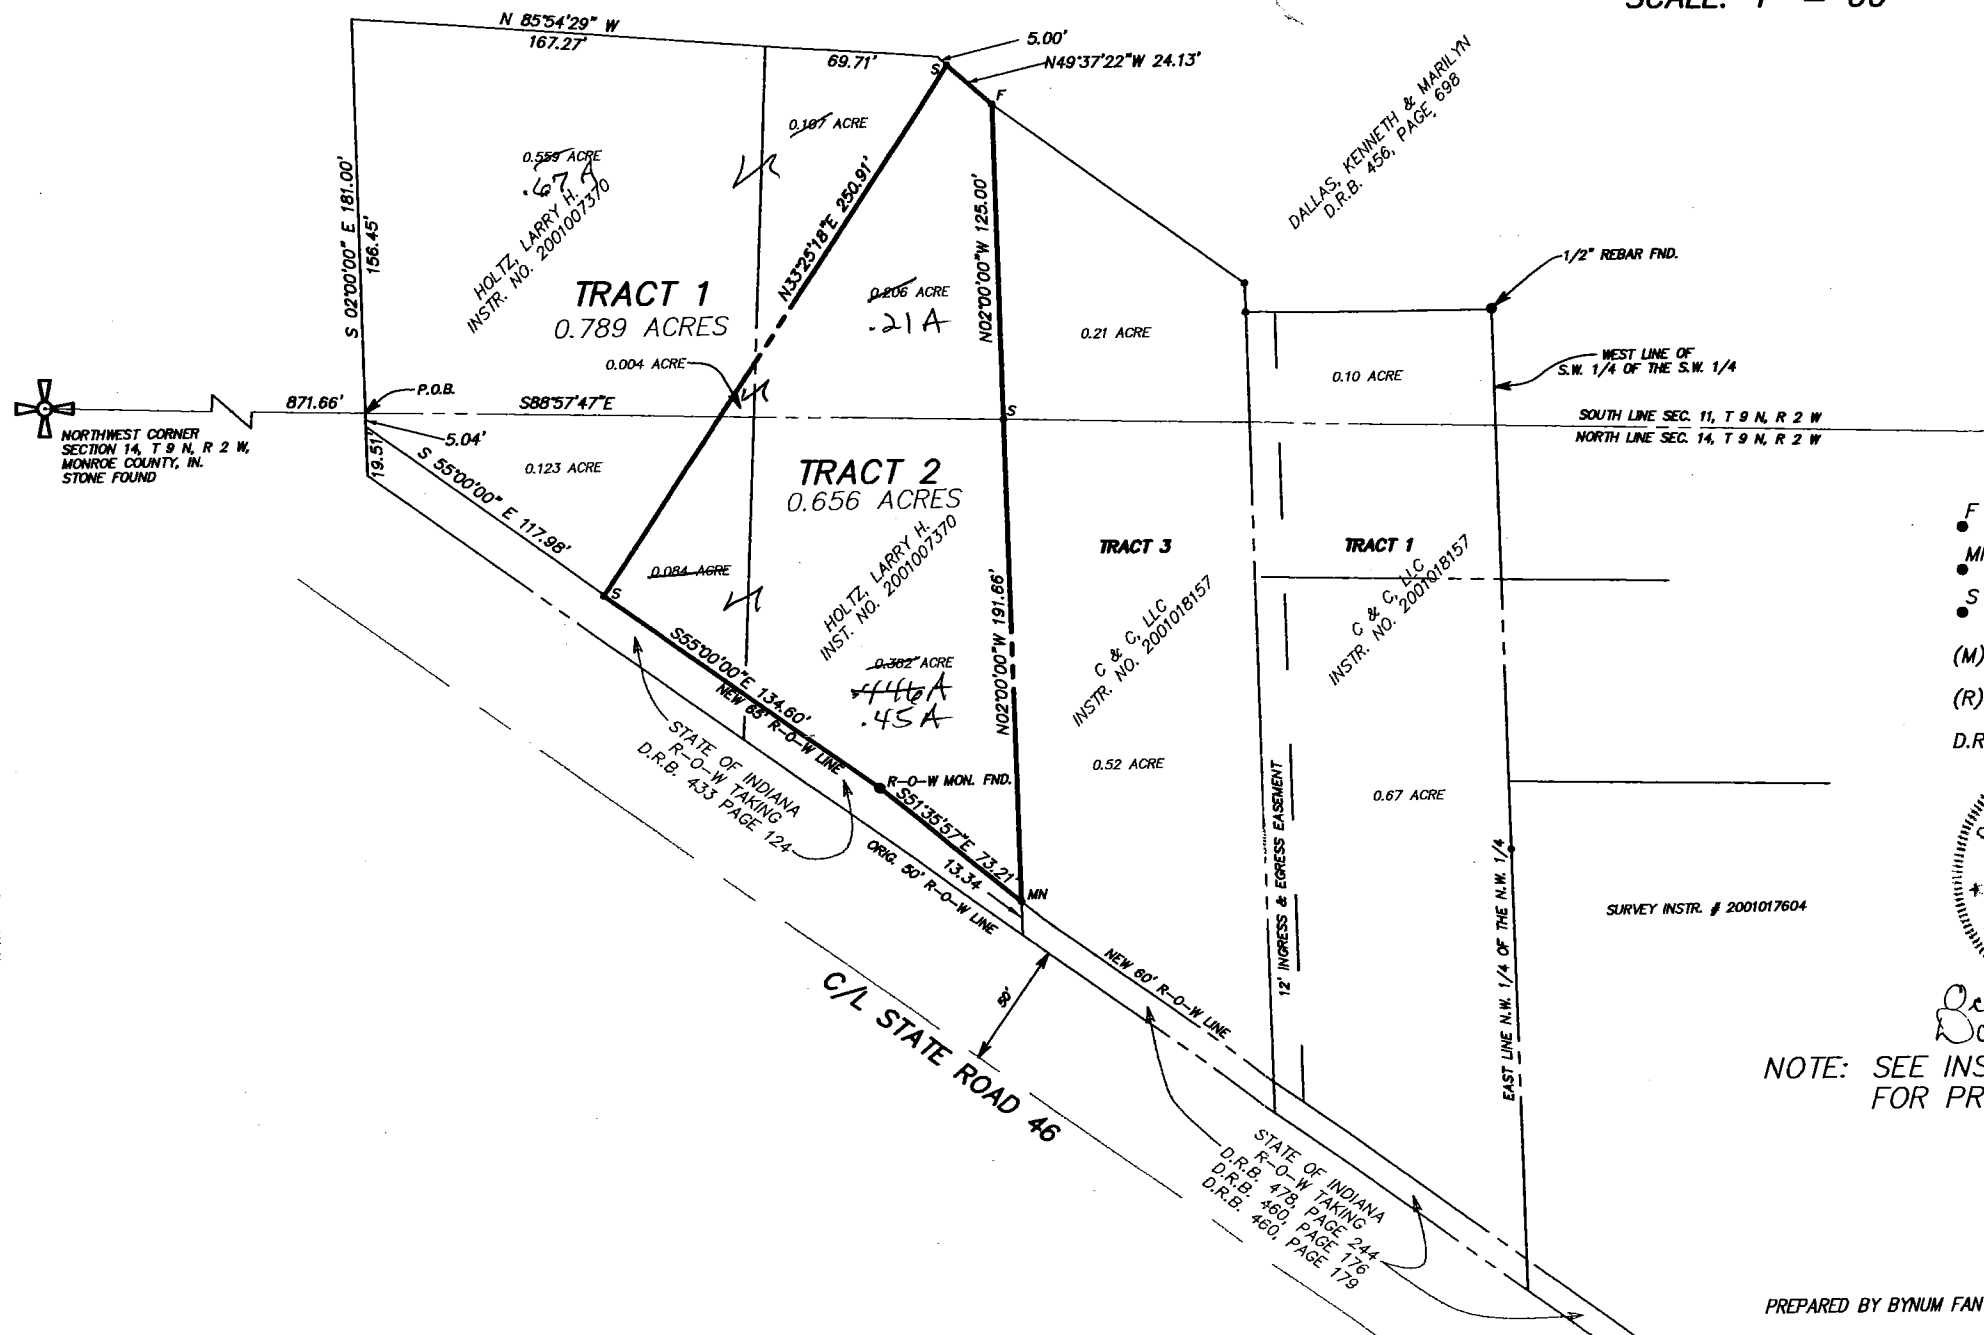 SCALE: 1" = 60'
N 85°54'29" W
167.27'
69.71'
5.00'
N49°37'22"W 24.13'
S
F
DALLAS, KENNETH & MARILYN
D.R.B. 456, PAGE 698
0.107 ACRE
0.559 ACRE
.67 A
HOLTZ, LARRY H.
INSTR. NO. 2001007370
S 02°00'00" E 181.00'
156.45'
N33°25'18"E 250.91'
N02°00'00"W 125.00'
1/2" REBAR FND.
TRACT 1
0.789 ACRES
0.206 ACRE
.21 A
0.21 ACRE
0.004 ACRE
WEST LINE OF
S.W. 1/4 OF THE S.W. 1/4
0.10 ACRE
871.66'
P.O.B.
S88°57'47"E
S
SOUTH LINE SEC. 11, T 9 N, R 2 W
NORTH LINE SEC. 14, T 9 N, R 2 W
NORTHWEST CORNER
SECTION 14, T 9 N, R 2 W,
MONROE COUNTY, IN.
STONE FOUND
5.04'
19.51'
S 55°00'00" E 117.98'
0.123 ACRE
TRACT 2
0.656 ACRES
HOLTZ, LARRY H.
INST. NO. 2001007370
TRACT 3
C & C, LLC
INSTR. NO. 2001018157
TRACT 1
C & C, LLC
INSTR. NO. 2001018157
F
S
(M)
(R)
D.R
0.084 ACRE
S
N02°00'00"W 191.66'
0.382 ACRE
.446 A
.45 A
S55°00'00"E 134.60'
NEW 65' R-O-W LINE
STATE OF INDIANA
R-O-W TAKING
D.R.B. 433 PAGE 124
R-O-W MON. FND.
S51°35'57"E 73.21'
13.34
MN
ORIG. 50' R-O-W LINE
0.52 ACRE
0.67 ACRE
12' INGRESS & EGRESS EASEMENT
EAST LINE N.W. 1/4 OF THE N.W. 1/4
SURVEY INSTR. # 2001017604
NEW 60' R-O-W LINE
50'
C/L STATE ROAD 46
NOTE: SEE INS
FOR PR
STATE OF INDIANA
R-O-W TAKING
D.R.B. 478, PAGE 244
D.R.B. 460, PAGE 176
D.R.B. 460, PAGE 179
PREPARED BY BYNUM FAN